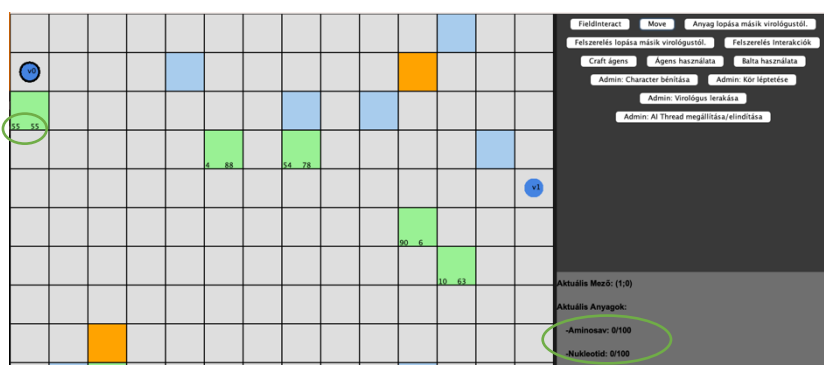 FieldInteract Move Anyag lopása másik virológustól.
Felszerelés lopása másik virológustól. Felszerelés Interakciók
Craft ágens Ágens használata Balta használata
Admin: Character bénítása Admin: Kör léptetése
Admin: Virológus lerakása
Admin: AI Thread megállítása/elindítása
v0
55 55
4 88 54 78
v1
90 6
10 63
Aktuális Mező: (1;0)
Aktuális Anyagok:
-Aminosav: 0/100
-Nukleotid: 0/100